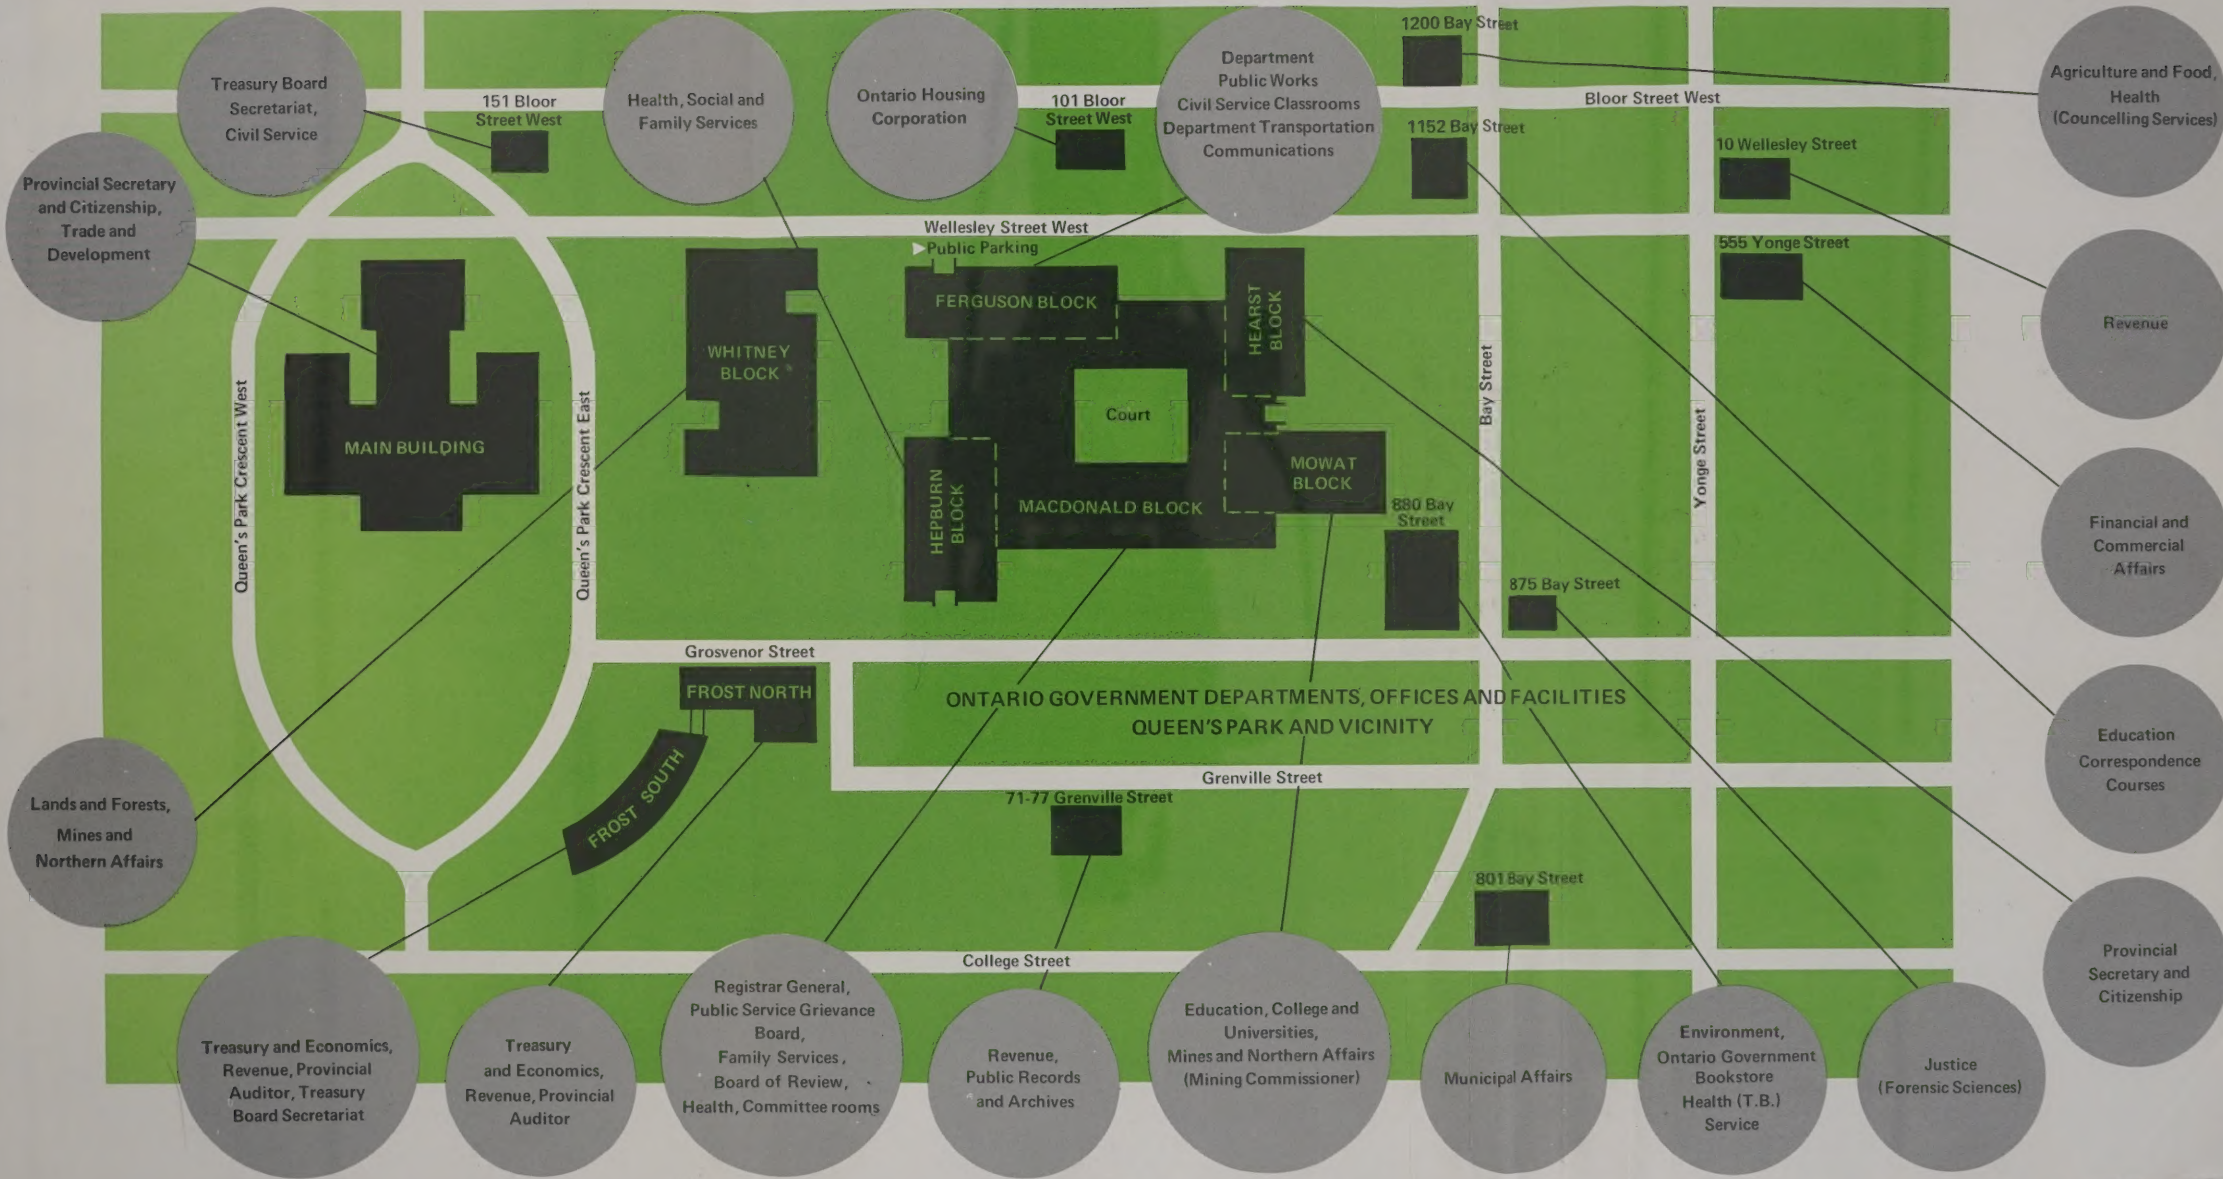 Treasury Board
Secretariat,
Civil Service
151 Bloor
Street West
Health, Social and
Family Services
Ontario Housing
Corporation
101 Bloor
Street West
Department
Public Works
Civil Service Classrooms
Department Transportation
Communications
1200 Bay Street
Bloor Street West
Agriculture and Food,
Health
(Councelling Services)
1152 Bay Street
10 Wellesley Street
Provincial Secretary
and Citizenship,
Trade and
Development
Wellesley Street West
Public Parking
555 Yonge Street
Revenue
FERGUSON BLOCK
HEARST
BLOCK
WHITNEY
BLOCK
Court
MAIN BUILDING
Queen's Park Crescent West
Queen's Park Crescent East
Bay Street
Yonge Street
HEPBURN
BLOCK
MACDONALD BLOCK
MOWAT
BLOCK
880 Bay
Street
875 Bay Street
Financial and
Commercial
Affairs
Grosvenor Street
FROST NORTH
FROST SOUTH
ONTARIO GOVERNMENT DEPARTMENTS, OFFICES AND FACILITIES
QUEEN'S PARK AND VICINITY
Education
Correspondence
Courses
Grenville Street
71-77 Grenville Street
Lands and Forests,
Mines and
Northern Affairs
801 Bay Street
College Street
Provincial
Secretary and
Citizenship
Treasury and Economics,
Revenue, Provincial
Auditor, Treasury
Board Secretariat
Treasury
and Economics,
Revenue, Provincial
Auditor
Registrar General,
Public Service Grievance
Board,
Family Services,
Board of Review,
Health, Committee rooms
Revenue,
Public Records
and Archives
Education, College and
Universities,
Mines and Northern Affairs
(Mining Commissioner)
Municipal Affairs
Environment,
Ontario Government
Bookstore
Health (T.B.)
Service
Justice
(Forensic Sciences)